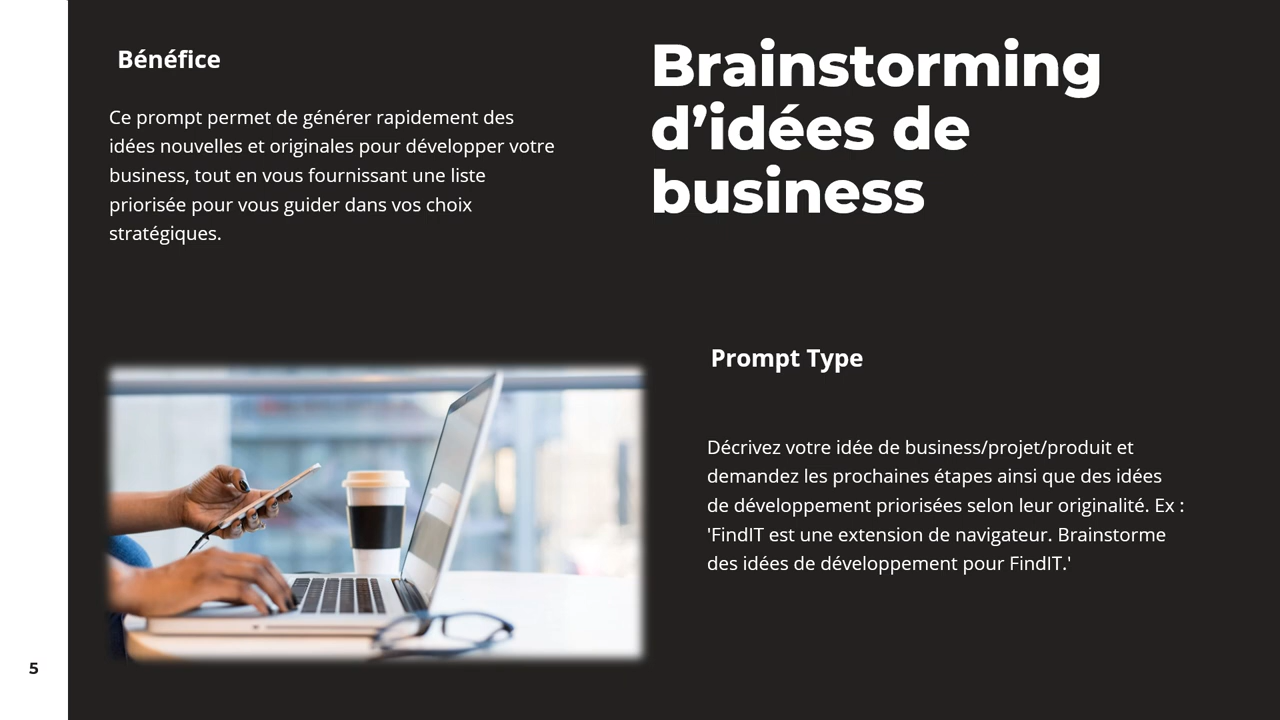 Bénéfice
Ce prompt permet de générer rapidement des
idées nouvelles et originales pour développer votre
business, tout en vous fournissant une liste
priorisée pour vous guider dans vos choix
stratégiques.
Brainstorming
d’idées de
business
Prompt Type
Décrivez votre idée de business/projet/produit et
demandez les prochaines étapes ainsi que des idées
de développement priorisées selon leur originalité. Ex :
'FindIT est une extension de navigateur. Brainstorme
des idées de développement pour FindIT.'
5